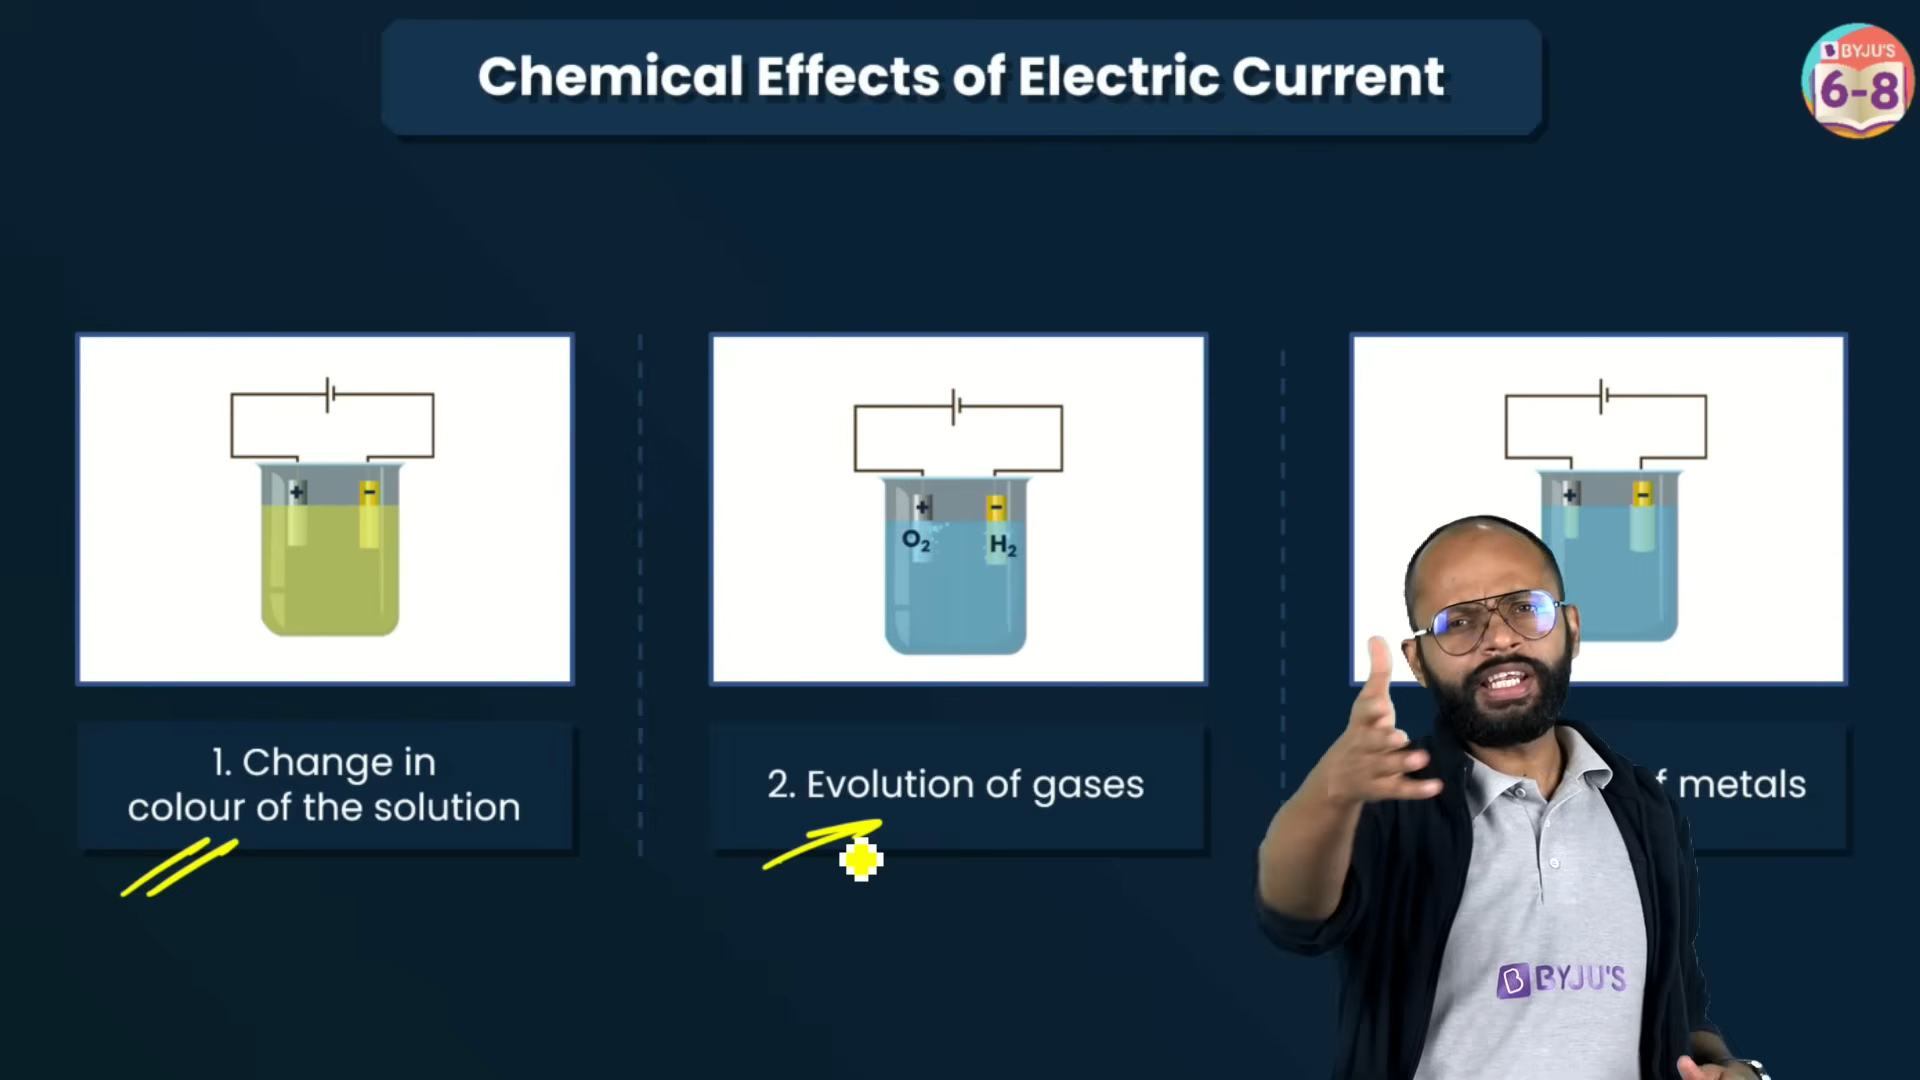 Chemical Effects of Electric Current
BYJU'S
6-8
+
-
+
-
O₂
H₂
+
-
1. Change in
colour of the solution
2. Evolution of gases
f metals
BYJU'S